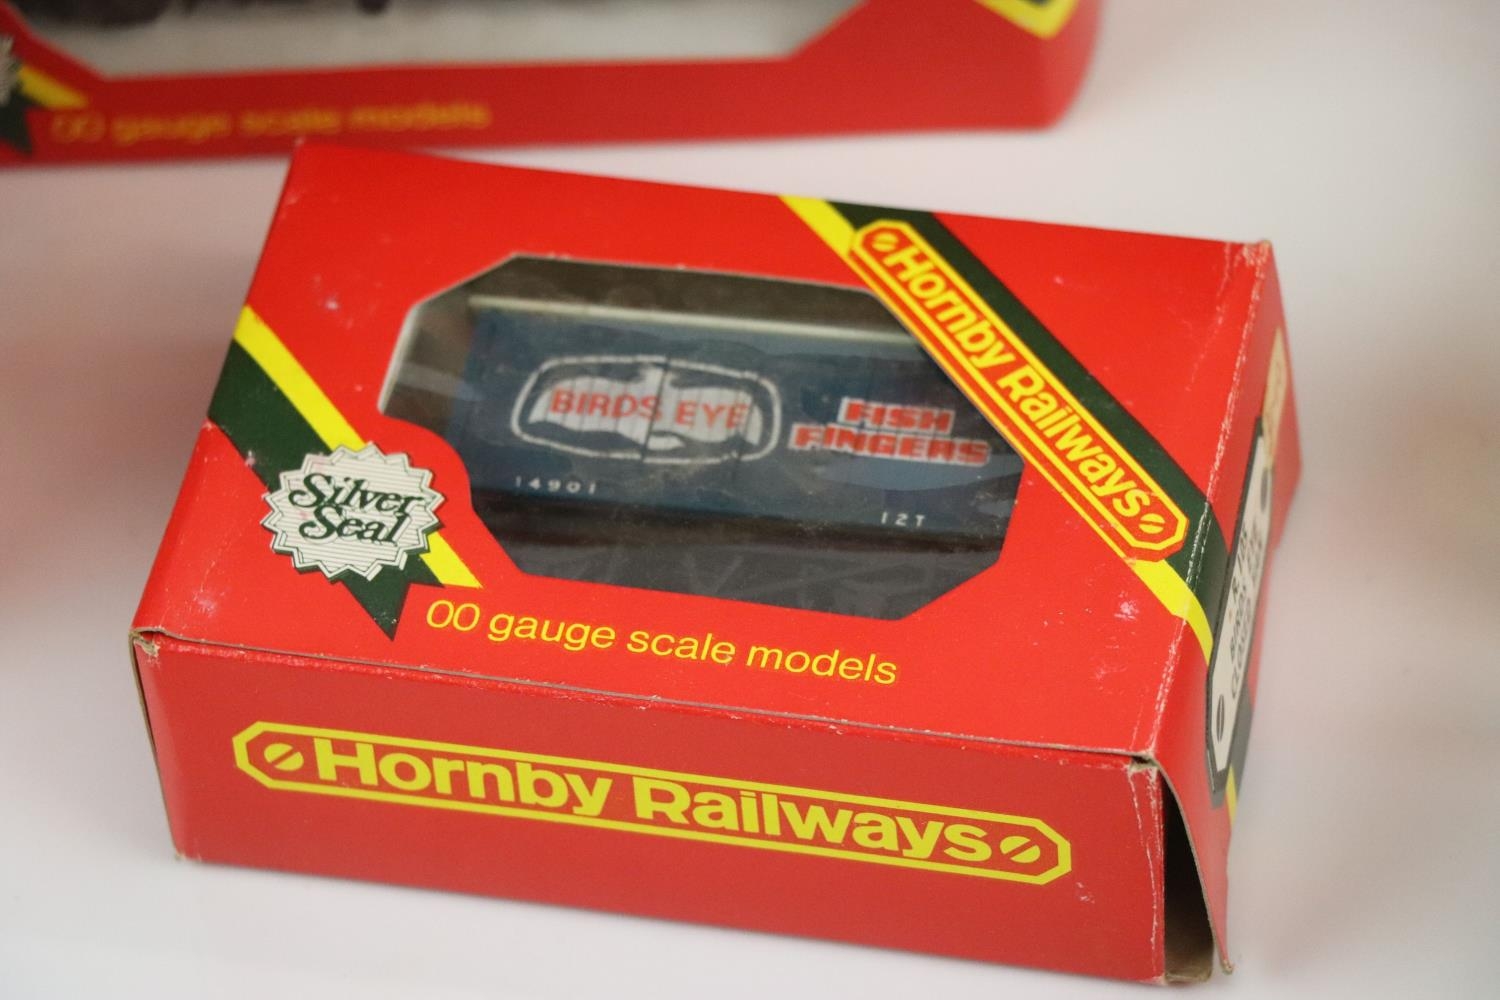 00 gauge scale models
Hornby Railways
BIRDS EYE
FISH
FINGERS
14901
12T
Silver
Seal
00 gauge scale models
Hornby Railways